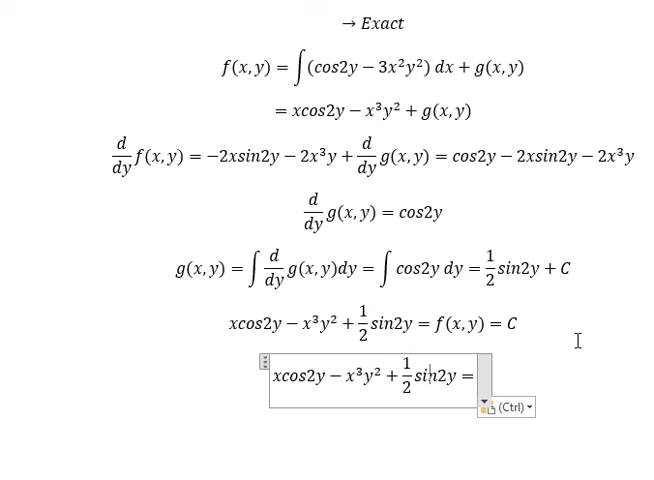 → Exact
f(x,y) = ∫(cos2y − 3x²y²) dx + g(x,y)
= xcos2y − x³y² + g(x,y)
d/dy f(x,y) = −2xsin2y − 2x³y + d/dy g(x,y) = cos2y − 2xsin2y − 2x³y
d/dy g(x,y) = cos2y
g(x,y) = ∫ d/dy g(x,y)dy = ∫ cos2y dy = 1/2 sin2y + C
xcos2y − x³y² + 1/2 sin2y = f(x,y) = C
xcos2y − x³y² + 1/2 sin2y =
(Ctrl)